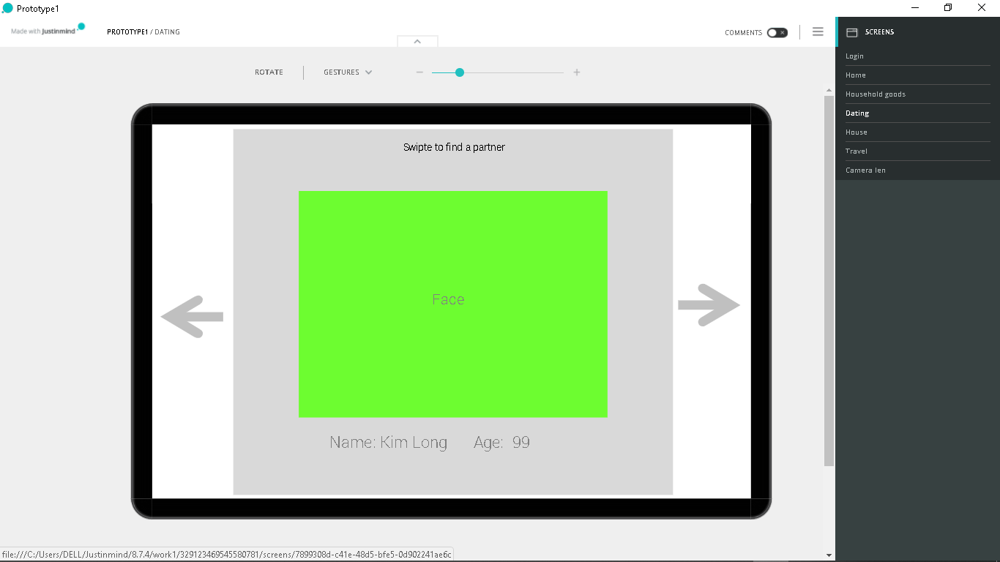 Prototype1
Made with Justinmind
PROTOTYPE1 / DATING
COMMENTS
SCREENS
Login
Home
Household goods
Dating
House
Travel
Camera len
ROTATE
GESTURES
Swipte to find a partner
Face
Name: Kim Long Age: 99
file:///C:/Users/DELL/Justinmind/8.7.4/work1/329123469545580781/screens/7899308d-c41e-48d5-bfe5-0d902241ae6c